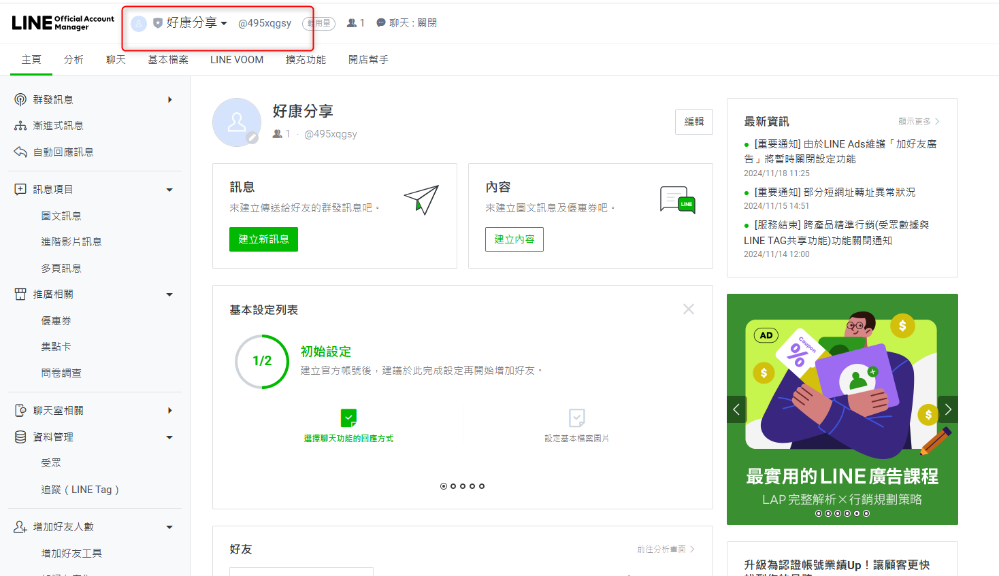 LINE Official Account Manager
好康分享
@495xqgsy
輕用量
1
聊天 : 關閉
主頁
分析
聊天
基本檔案
LINE VOOM
擴充功能
開店幫手
群發訊息
漸進式訊息
自動回應訊息
訊息項目
圖文訊息
進階影片訊息
多頁訊息
推廣相關
優惠券
集點卡
問卷調查
聊天室相關
資料管理
受眾
追蹤（LINE Tag）
增加好友人數
增加好友工具
好康分享
1 · @495xqgsy
編輯
訊息
來建立傳送給好友的群發訊息吧。
建立新訊息
內容
來建立圖文訊息及優惠券吧。
LINE
建立內容
基本設定列表
1/2
初始設定
建立官方帳號後，建議於此完成設定再開始增加好友。
選擇聊天功能的回應方式
設定基本檔案圖片
好友
前往分析畫面
最新資訊
顯示更多
[重要通知] 由於LINE Ads維護「加好友廣
告」將暫時關閉設定功能
2024/11/18 11:25
[重要通知] 部分短網址轉址異常狀況
2024/11/15 14:51
[服務結束] 跨產品精準行銷(受眾數據與
LINE TAG共享功能)功能關閉通知
2024/11/14 12:00
AD
Coupon
%
$
$
$
最實用的LINE廣告課程
LAP 完整解析×行銷規劃策略
升級為認證帳號業績Up！讓顧客更快